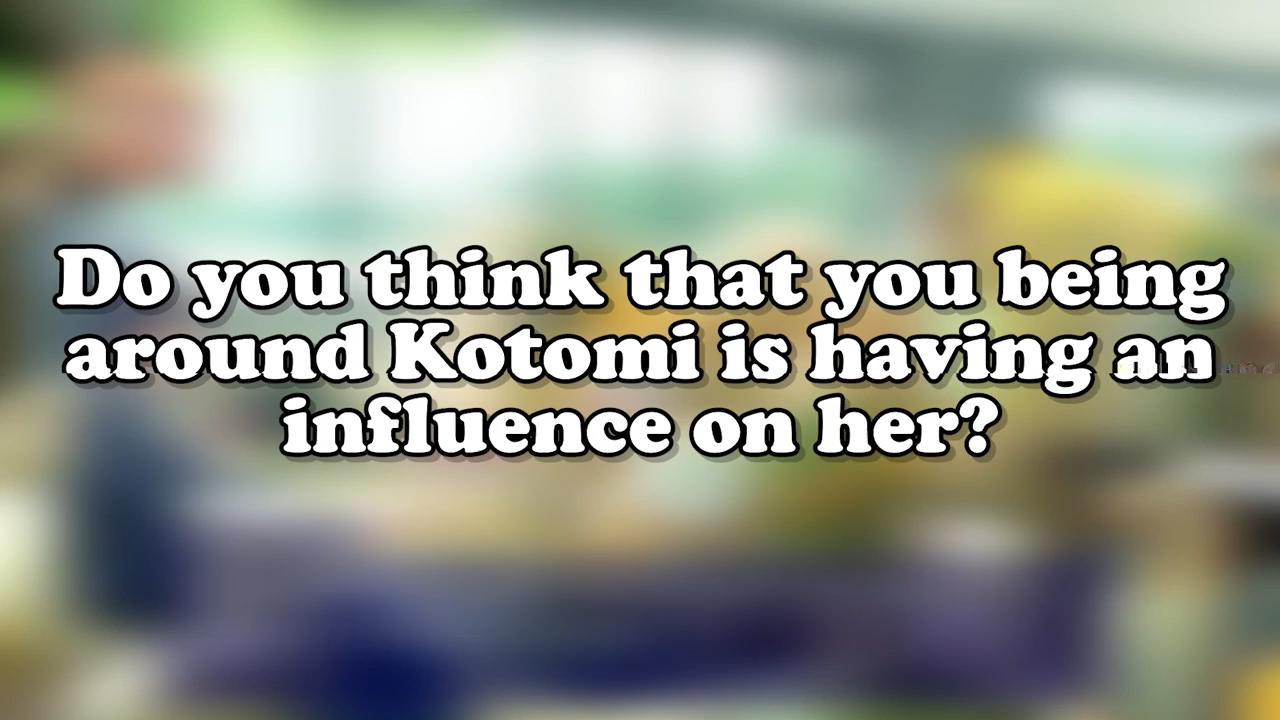 Do you think that you being
around Kotomi is having an
influence on her?